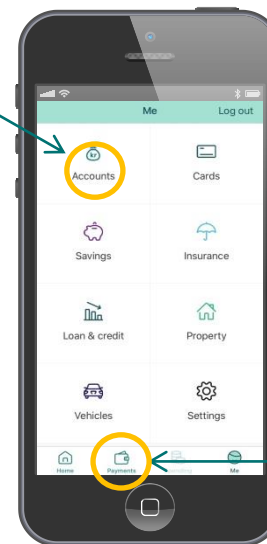 Me Log out
kr
Accounts Cards
Savings Insurance
Loan & credit Property
Vehicles Settings
Home Payments Me